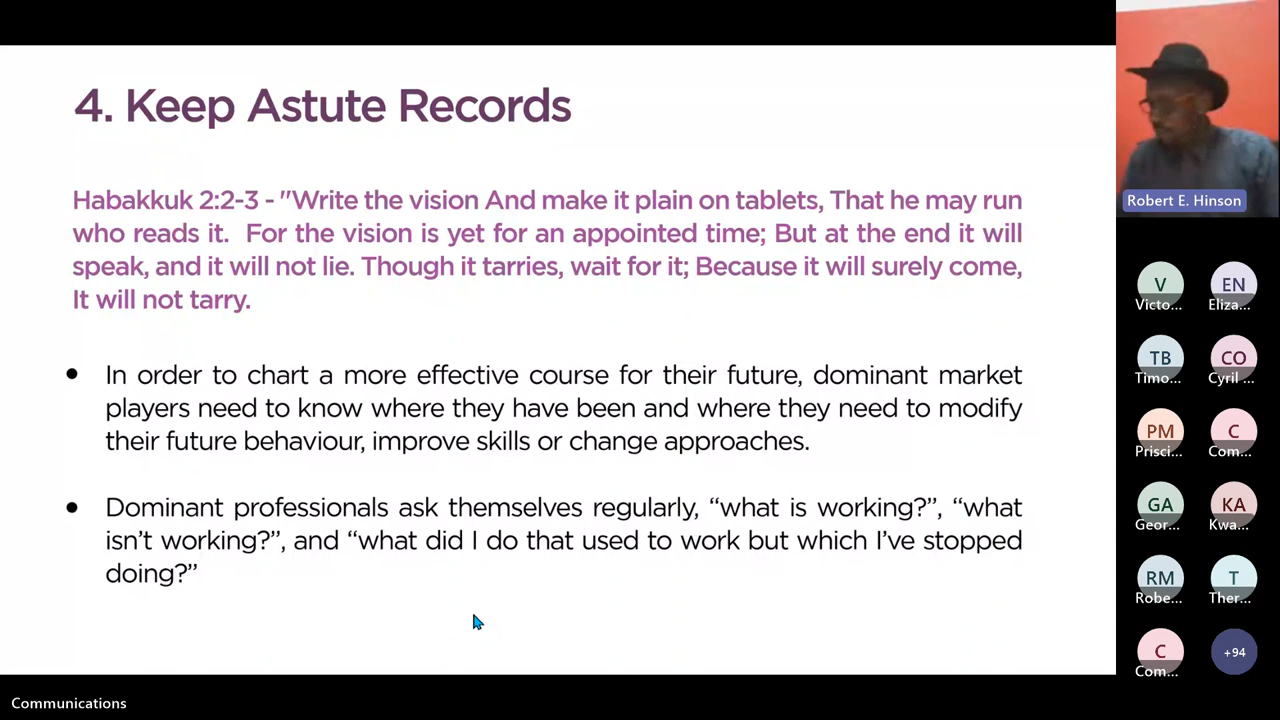 4. Keep Astute Records
Habakkuk 2:2-3 - "Write the vision And make it plain on tablets, That he may run
who reads it. For the vision is yet for an appointed time; But at the end it will
speak, and it will not lie. Though it tarries, wait for it; Because it will surely come,
It will not tarry.
• In order to chart a more effective course for their future, dominant market
players need to know where they have been and where they need to modify
their future behaviour, improve skills or change approaches.
• Dominant professionals ask themselves regularly, “what is working?”, “what
isn’t working?”, and “what did I do that used to work but which I’ve stopped
doing?”
Robert E. Hinson
V EN
Victo... Eliza...
TB CO
Timo... Cyril ...
PM C
Prisci... Com...
GA KA
Geor... Kwa...
RM T
Robe... Ther...
C +94
Com...
Communications